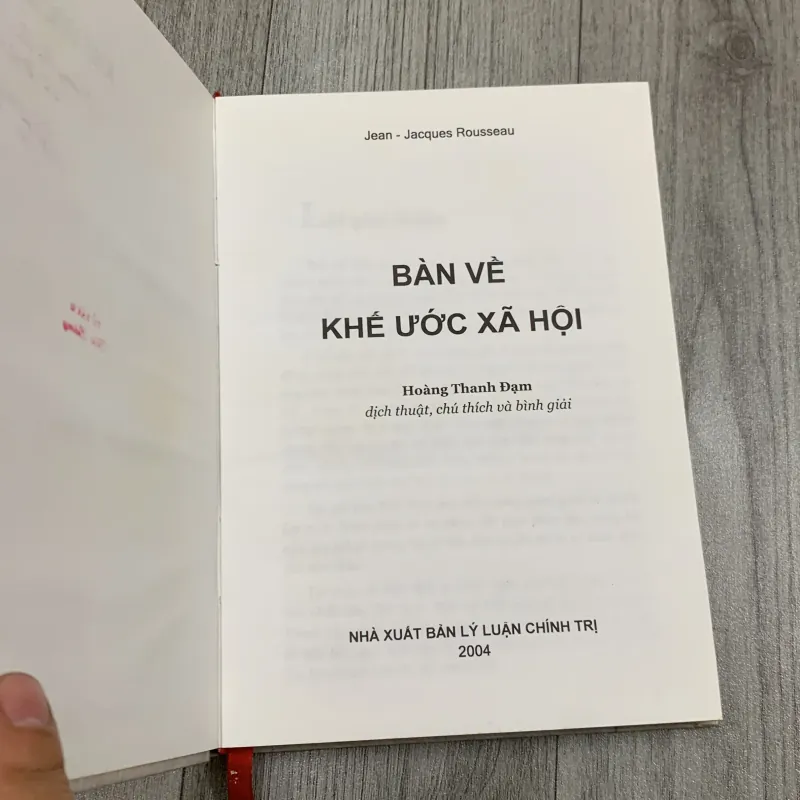 Jean - Jacques Rousseau
BÀN VỀ
KHẾ ƯỚC XÃ HỘI
Hoàng Thanh Đạm
dịch thuật, chú thích và bình giải
NHÀ XUẤT BẢN LÝ LUẬN CHÍNH TRỊ
2004